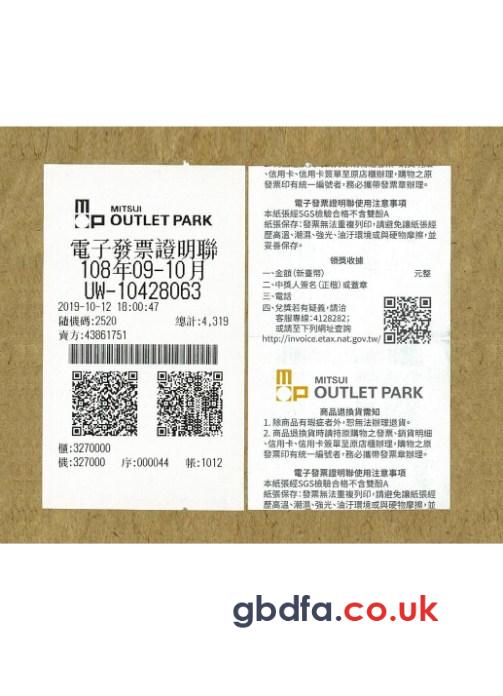 MITSUI
OUTLET PARK
電子發票證明聯
108年09-10月
UW-10428063
2019-10-12 18:00:47
隨機碼:2520 總計:4,319
賣方:43861751
櫃:3270000
機:327000 序:000044 帳:1012
、信用卡、信用卡簽單至原店櫃辦理,購物之原
發票印有統一編號者,務必攜帶發票章辦理。
電子發票證明聯使用注意事項
本紙張經SGS檢驗合格不含雙酚A
紙張保存:發票無法重複列印,請避免讓紙張經
歷高溫、潮濕、強光、油汙環境或與硬物摩擦,並
妥善保存。
領獎收據
一、金額(新臺幣) 元整
二、中獎人簽名(正楷)或蓋章
三、電話
四、兌獎若有疑義,請洽
客服專線:4128282;
或請至下列網址查詢
http://invoice.etax.nat.gov.tw/
MITSUI
OUTLET PARK
商品退換貨需知
1. 除商品有瑕疵者外,恕無法辦理退貨。
2. 商品退換貨時請持原購物之發票、銷貨明細
、信用卡、信用卡簽單至原店櫃辦理,購物之原
發票印有統一編號者,務必攜帶發票章辦理。
電子發票證明聯使用注意事項
本紙張經SGS檢驗合格不含雙酚A
紙張保存:發票無法重複列印,請避免讓紙張經
歷高溫、潮濕、強光、油汙環境或與硬物摩擦,並
gbdfa.co.uk